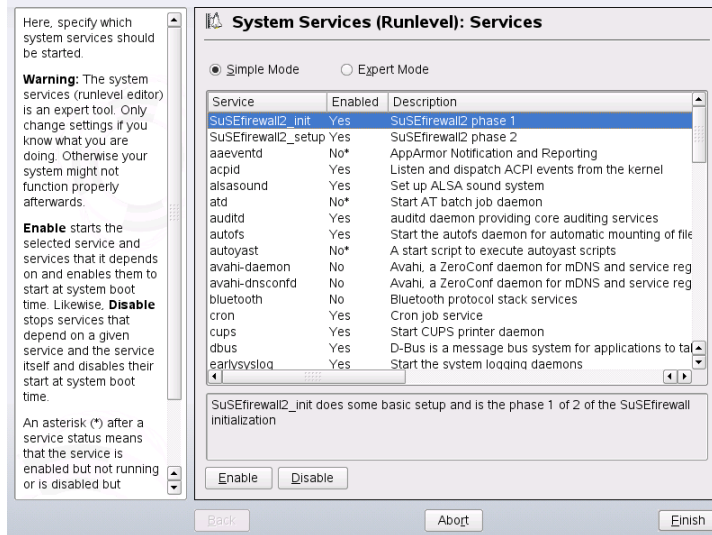 Here, specify which
system services should
be started.
Warning: The system
services (runlevel editor)
is an expert tool. Only
change settings if you
know what you are
doing. Otherwise your
system might not
function properly
afterwards.
Enable starts the
selected service and
services that it depends
on and enables them to
start at system boot
time. Likewise, Disable
stops services that
depend on a given
service and the service
itself and disables their
start at system boot
time.
An asterisk (*) after a
service status means
that the service is
enabled but not running
or is disabled but
System Services (Runlevel): Services
Simple Mode Expert Mode
Service Enabled Description
SuSEfirewall2_init Yes SuSEfirewall2 phase 1
SuSEfirewall2_setup Yes SuSEfirewall2 phase 2
aaeventd No* AppArmor Notification and Reporting
acpid Yes Listen and dispatch ACPI events from the kernel
alsasound Yes Set up ALSA sound system
atd No* Start AT batch job daemon
auditd Yes auditd daemon providing core auditing services
autofs Yes Start the autofs daemon for automatic mounting of file
autoyast No* A start script to execute autoyast scripts
avahi-daemon No Avahi, a ZeroConf daemon for mDNS and service reg
avahi-dnsconfd No Avahi, a ZeroConf daemon for mDNS and service reg
bluetooth No Bluetooth protocol stack services
cron Yes Cron job service
cups Yes Start CUPS printer daemon
dbus Yes D-Bus is a message bus system for applications to tal
earlysyslog Yes Start the system logging daemons
SuSEfirewall2_init does some basic setup and is the phase 1 of 2 of the SuSEfirewall
initialization
Enable Disable
Back Abort Finish